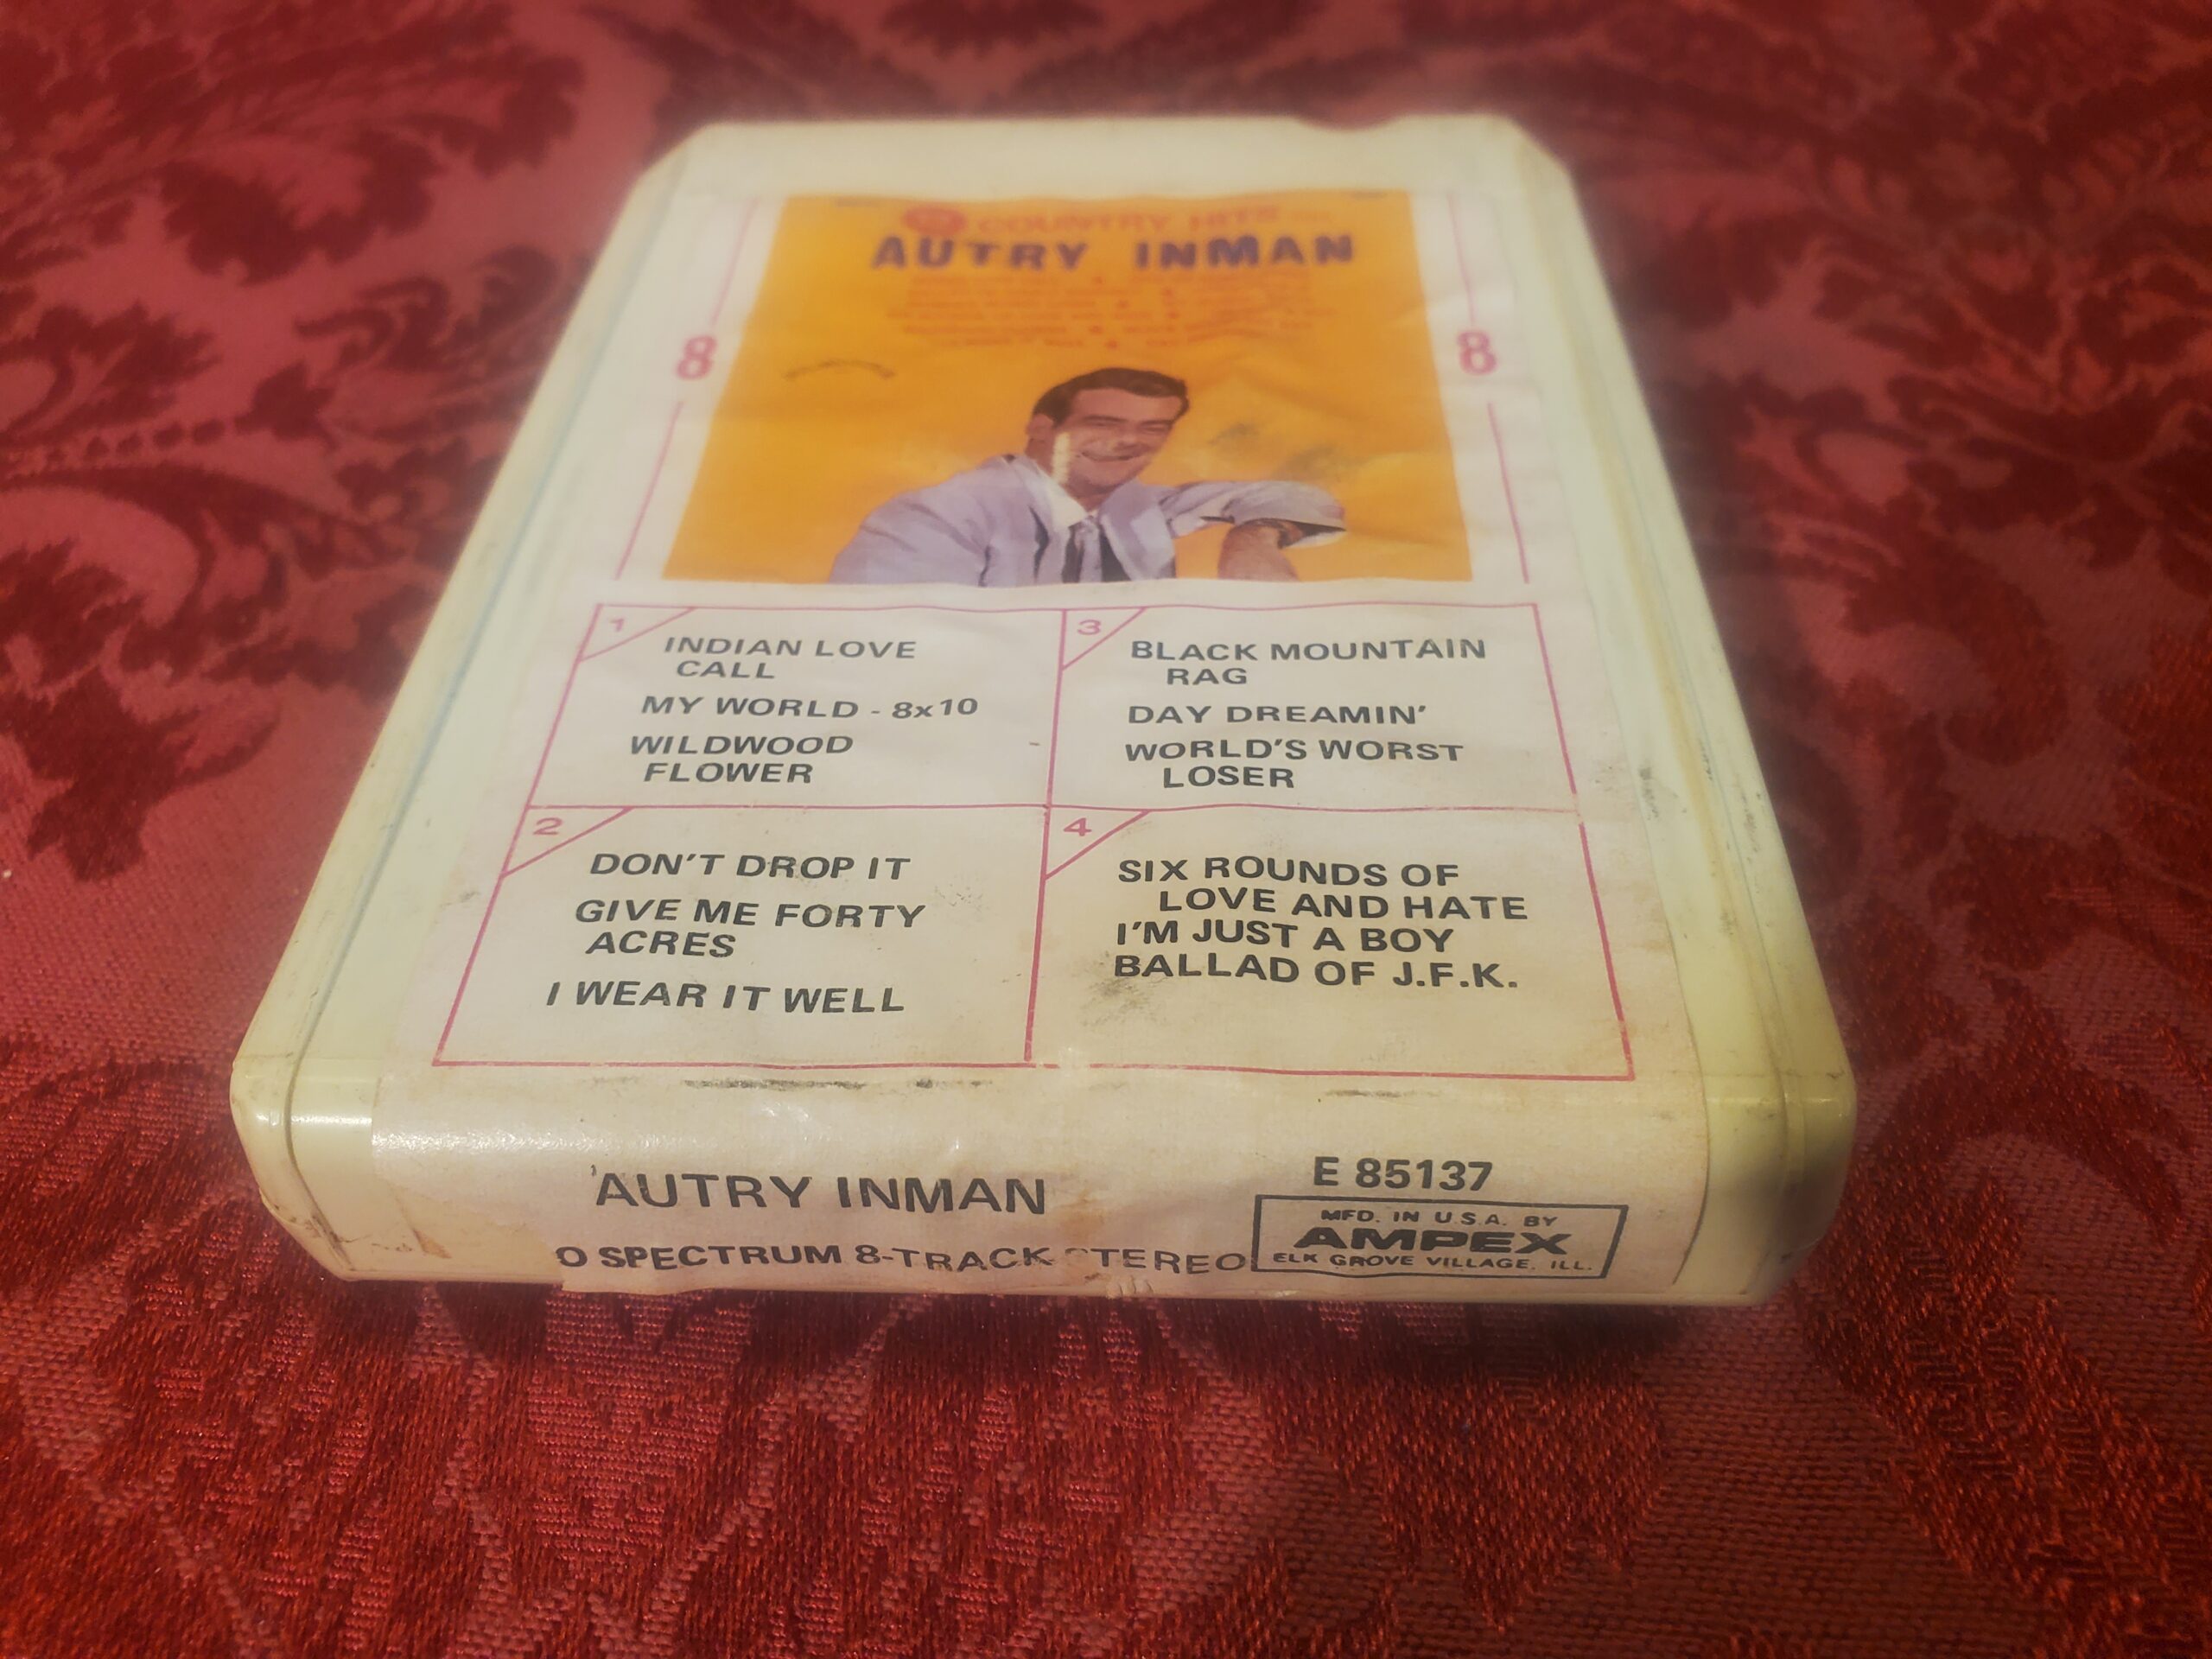 COUNTRY HITS
AUTRY INMAN
8
8
1
INDIAN LOVE
CALL
MY WORLD - 8x10
WILDWOOD
FLOWER
3
BLACK MOUNTAIN
RAG
DAY DREAMIN'
WORLD'S WORST
LOSER
2
DON'T DROP IT
GIVE ME FORTY
ACRES
I WEAR IT WELL
4
SIX ROUNDS OF
LOVE AND HATE
I'M JUST A BOY
BALLAD OF J.F.K.
AUTRY INMAN
E 85137
O SPECTRUM 8-TRACK TEREO
MFD. IN U.S.A. BY
AMPEX
ELK GROVE VILLAGE, ILL.